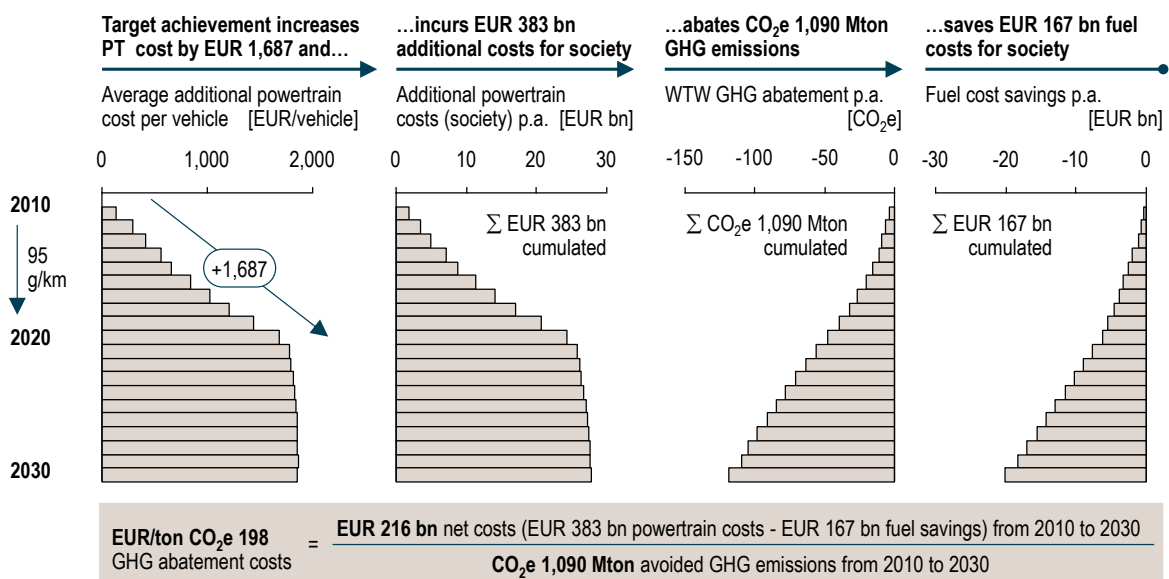 Target achievement increases
PT cost by EUR 1,687 and…
…incurs EUR 383 bn
additional costs for society
…abates CO₂e 1,090 Mton
GHG emissions
…saves EUR 167 bn fuel
costs for society
Average additional powertrain
cost per vehicle [EUR/vehicle]
Additional powertrain
costs (society) p.a. [EUR bn]
WTW GHG abatement p.a.
[CO₂e]
Fuel cost savings p.a.
[EUR bn]
0 1,000 2,000
0 10 20 30
-150 -100 -50 0
-30 -20 -10 0
2010
95
g/km
2020
2030
+1,687
∑ EUR 383 bn
cumulated
∑ CO₂e 1,090 Mton
cumulated
∑ EUR 167 bn
cumulated
EUR/ton CO₂e 198
GHG abatement costs
=
EUR 216 bn net costs (EUR 383 bn powertrain costs - EUR 167 bn fuel savings) from 2010 to 2030
CO₂e 1,090 Mton avoided GHG emissions from 2010 to 2030